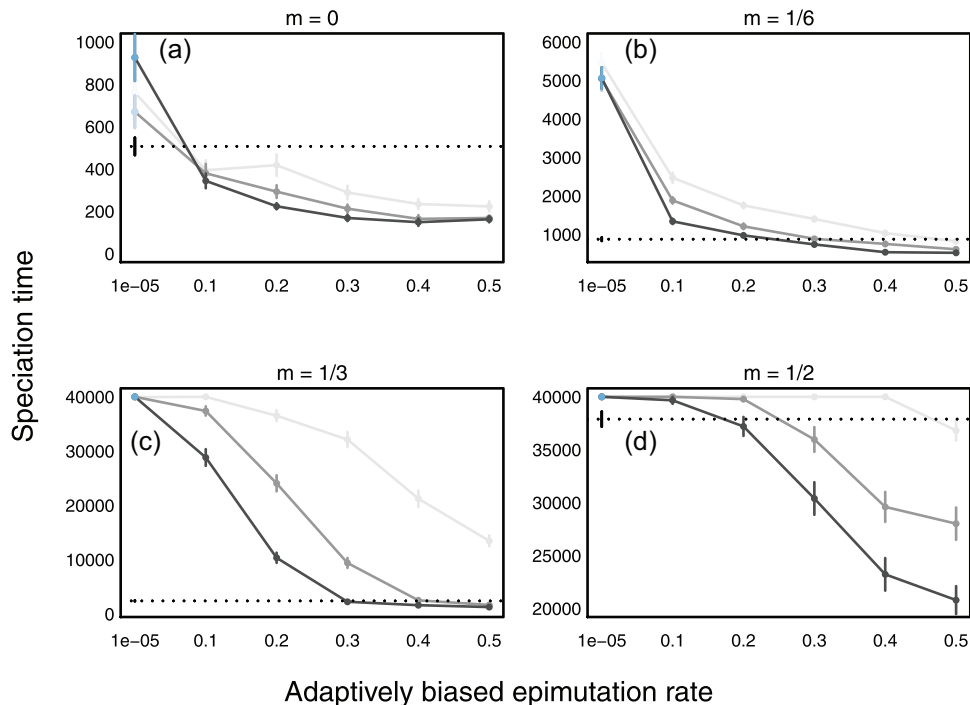 m = 0
m = 1/6
(a)
(b)
1000
800
600
400
200
0
1e−05 0.1 0.2 0.3 0.4 0.5
6000
5000
4000
3000
2000
1000
1e−05 0.1 0.2 0.3 0.4 0.5
Speciation time
m = 1/3
m = 1/2
(c)
(d)
40000
30000
20000
10000
0
1e−05 0.1 0.2 0.3 0.4 0.5
40000
35000
30000
25000
20000
1e−05 0.1 0.2 0.3 0.4 0.5
Adaptively biased epimutation rate